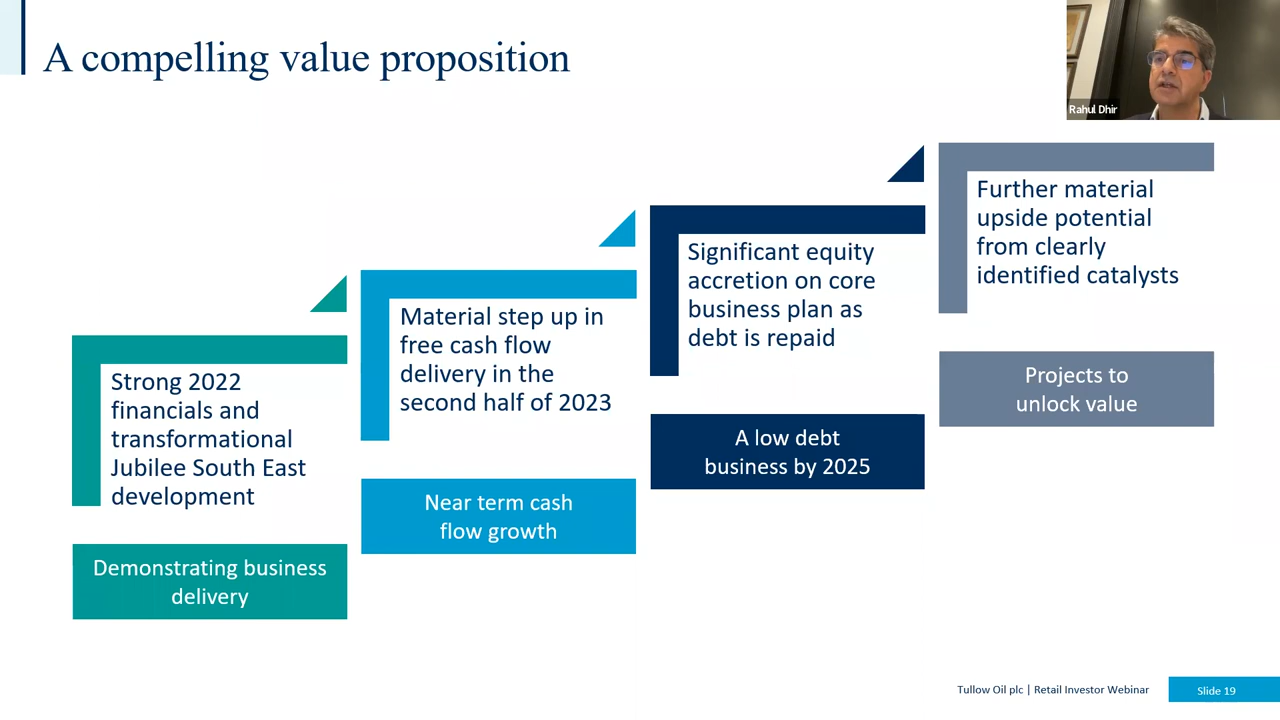 A compelling value proposition
Rahul Dhir
Strong 2022
financials and
transformational
Jubilee South East
development
Demonstrating business
delivery
Material step up in
free cash flow
delivery in the
second half of 2023
Near term cash
flow growth
Significant equity
accretion on core
business plan as
debt is repaid
A low debt
business by 2025
Further material
upside potential
from clearly
identified catalysts
Projects to
unlock value
Tullow Oil plc | Retail Investor Webinar
Slide 19